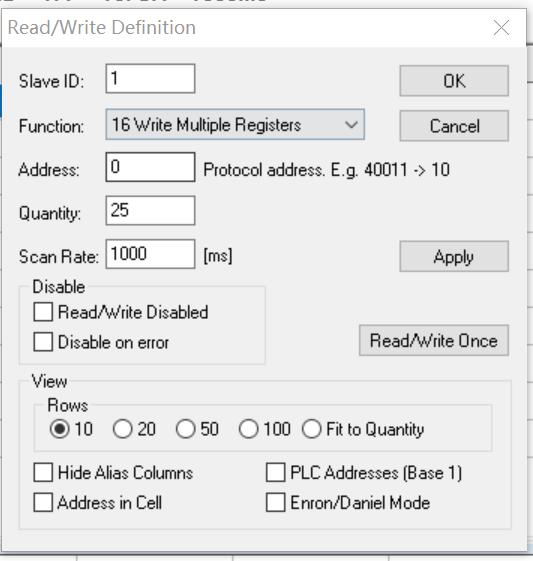 Read/Write Definition
Slave ID: 1 OK
Function: 16 Write Multiple Registers Cancel
Address: 0 Protocol address. E.g. 40011 -> 10
Quantity: 25
Scan Rate: 1000 [ms] Apply
Disable
Read/Write Disabled
Disable on error
Read/Write Once
View
Rows
10 20 50 100 Fit to Quantity
Hide Alias Columns PLC Addresses (Base 1)
Address in Cell Enron/Daniel Mode